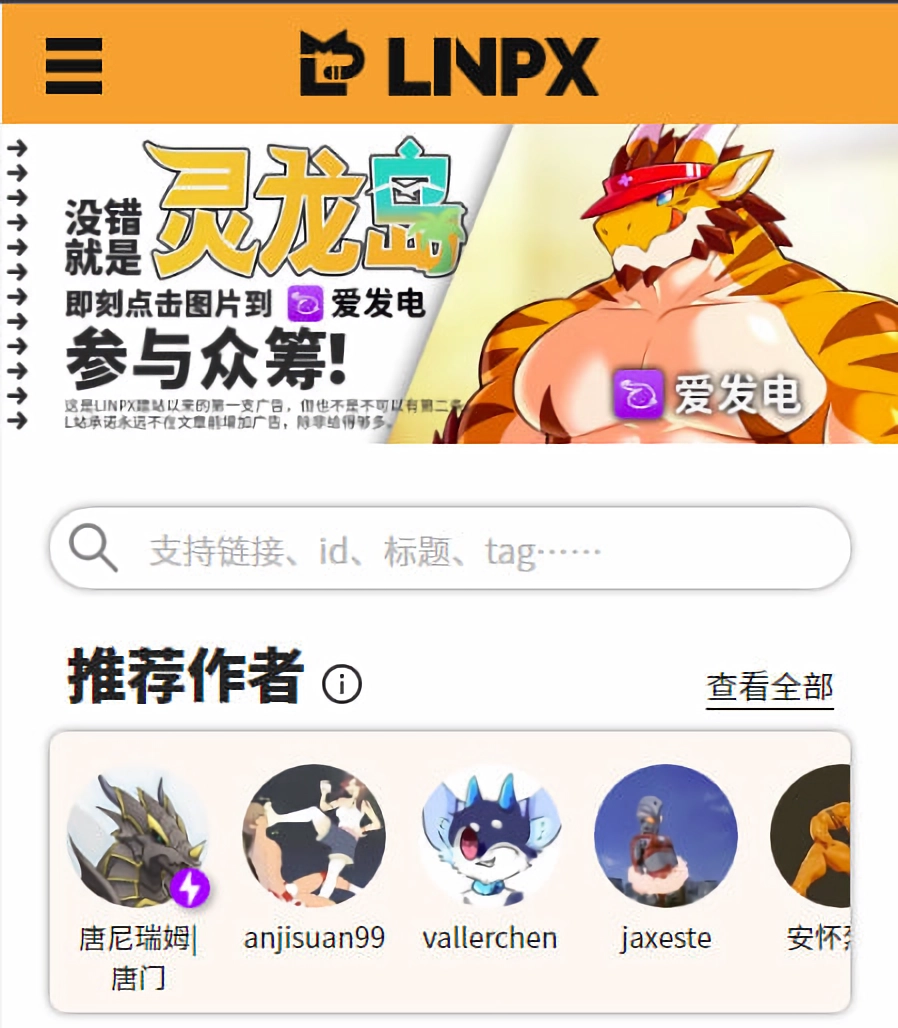 LINPX
没错
就是
灵龙岛
即刻点击图片到 爱发电
参与众筹!
这是LINPX建站以来的第一支广告，但也不是不可以有第二条
L站承诺永远不在文章前增加广告，除非给得够多。
爱发电
支持链接、id、标题、tag……
推荐作者
查看全部
唐尼瑞姆|
唐门
anjisuan99
vallerchen
jaxeste
安怀